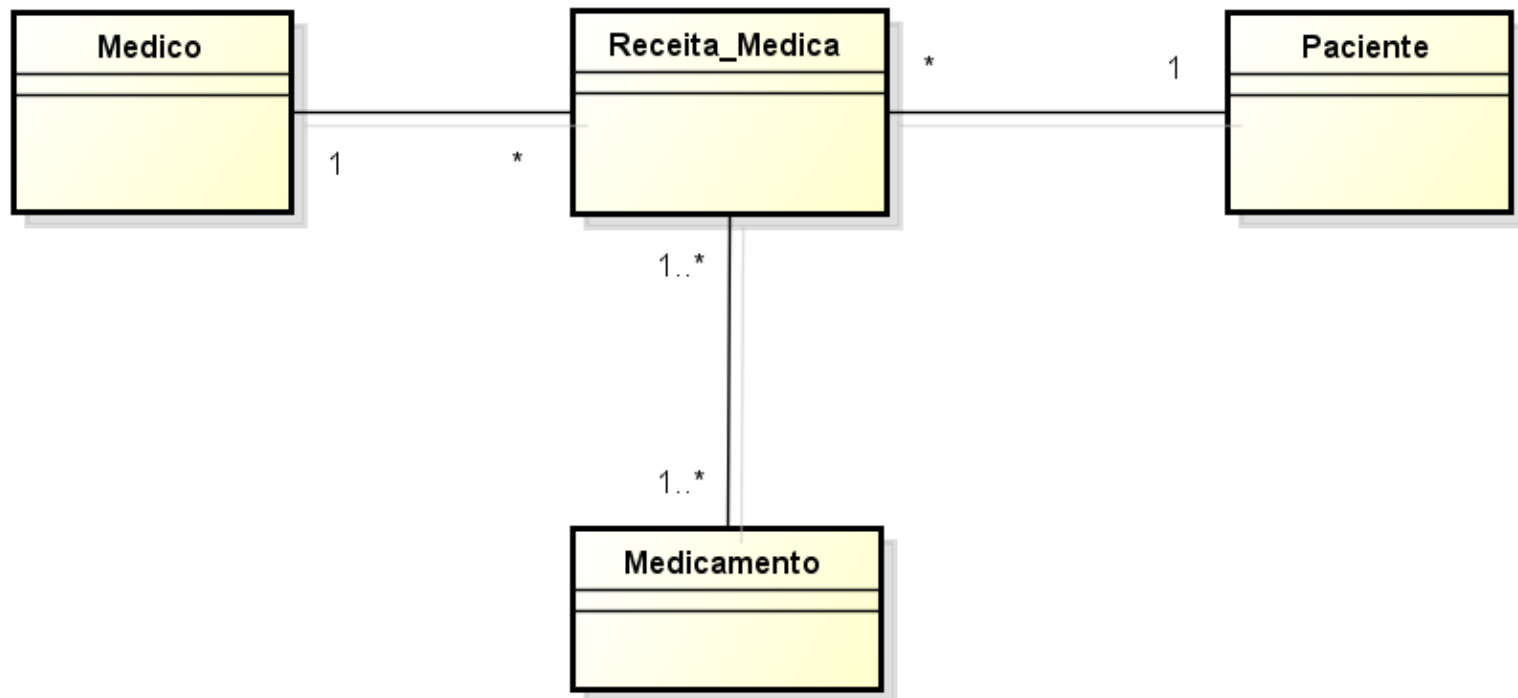 Medico
Receita_Medica
Paciente
* 1
1 *
1..*
1..*
Medicamento